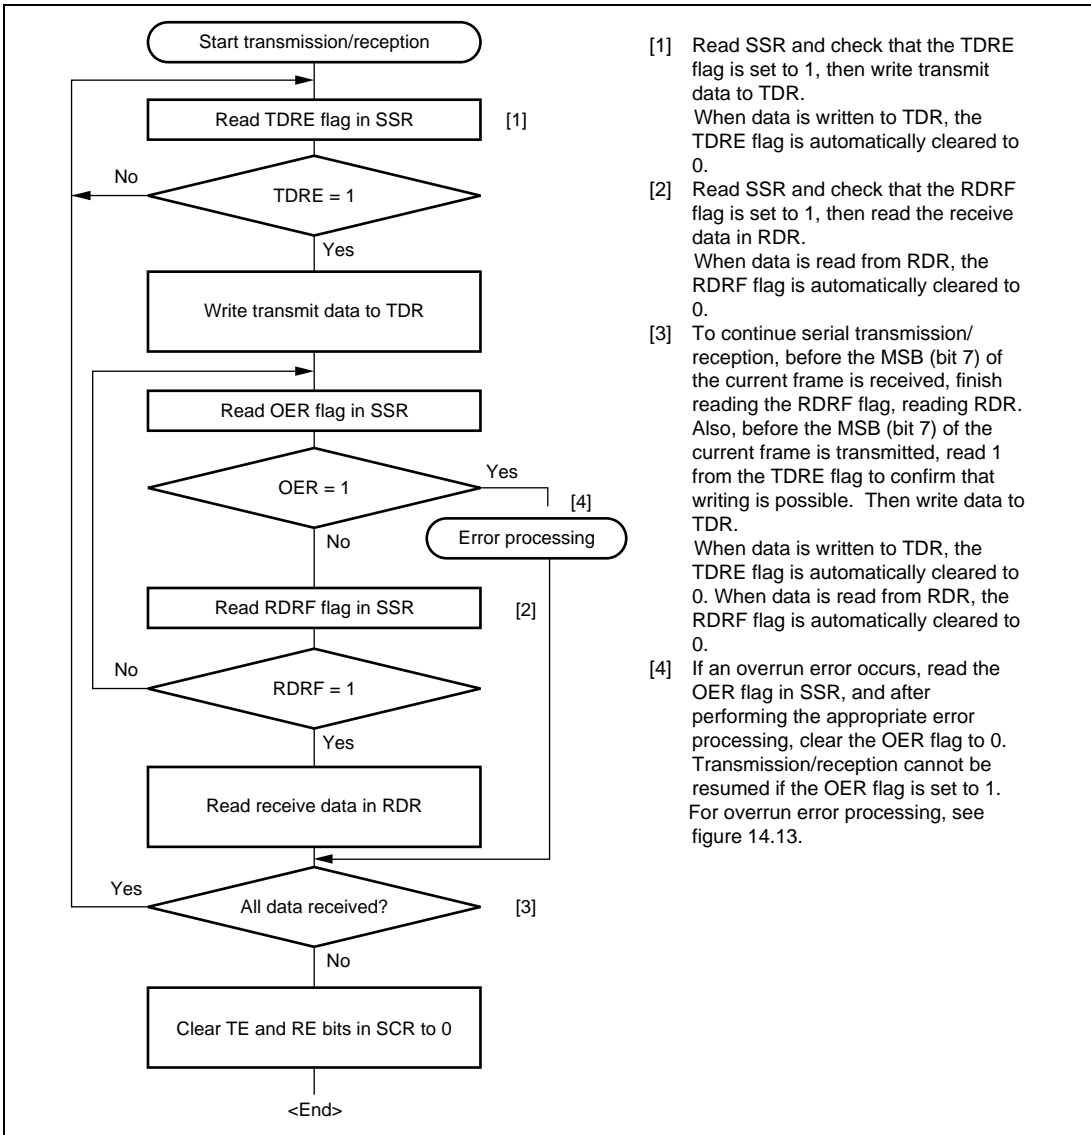 Start transmission/reception
Read TDRE flag in SSR
[1]
No
TDRE = 1
Yes
Write transmit data to TDR
Read OER flag in SSR
OER = 1
Yes
[4]
No
Error processing
Read RDRF flag in SSR
[2]
No
RDRF = 1
Yes
Read receive data in RDR
Yes
All data received?
[3]
No
Clear TE and RE bits in SCR to 0
<End>
[1] Read SSR and check that the TDRE
flag is set to 1, then write transmit
data to TDR.
When data is written to TDR, the
TDRE flag is automatically cleared to
0.
[2] Read SSR and check that the RDRF
flag is set to 1, then read the receive
data in RDR.
When data is read from RDR, the
RDRF flag is automatically cleared to
0.
[3] To continue serial transmission/
reception, before the MSB (bit 7) of
the current frame is received, finish
reading the RDRF flag, reading RDR.
Also, before the MSB (bit 7) of the
current frame is transmitted, read 1
from the TDRE flag to confirm that
writing is possible. Then write data to
TDR.
When data is written to TDR, the
TDRE flag is automatically cleared to
0. When data is read from RDR, the
RDRF flag is automatically cleared to
0.
[4] If an overrun error occurs, read the
OER flag in SSR, and after
performing the appropriate error
processing, clear the OER flag to 0.
Transmission/reception cannot be
resumed if the OER flag is set to 1.
For overrun error processing, see
figure 14.13.